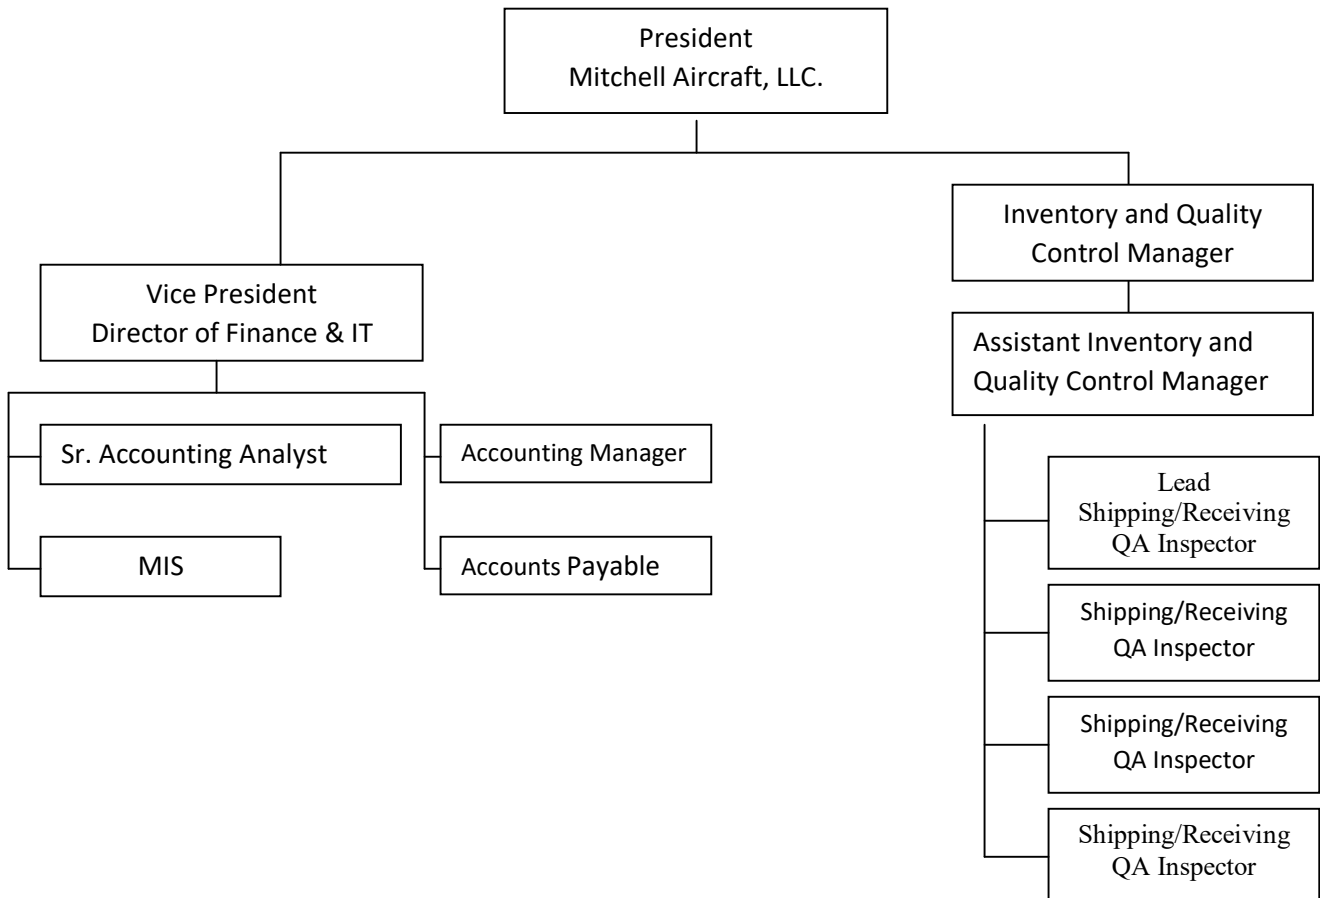 President
Mitchell Aircraft, LLC.
Inventory and Quality
Control Manager
Vice President
Director of Finance & IT
Assistant Inventory and
Quality Control Manager
Sr. Accounting Analyst
Accounting Manager
MIS
Accounts Payable
Lead
Shipping/Receiving
QA Inspector
Shipping/Receiving
QA Inspector
Shipping/Receiving
QA Inspector
Shipping/Receiving
QA Inspector